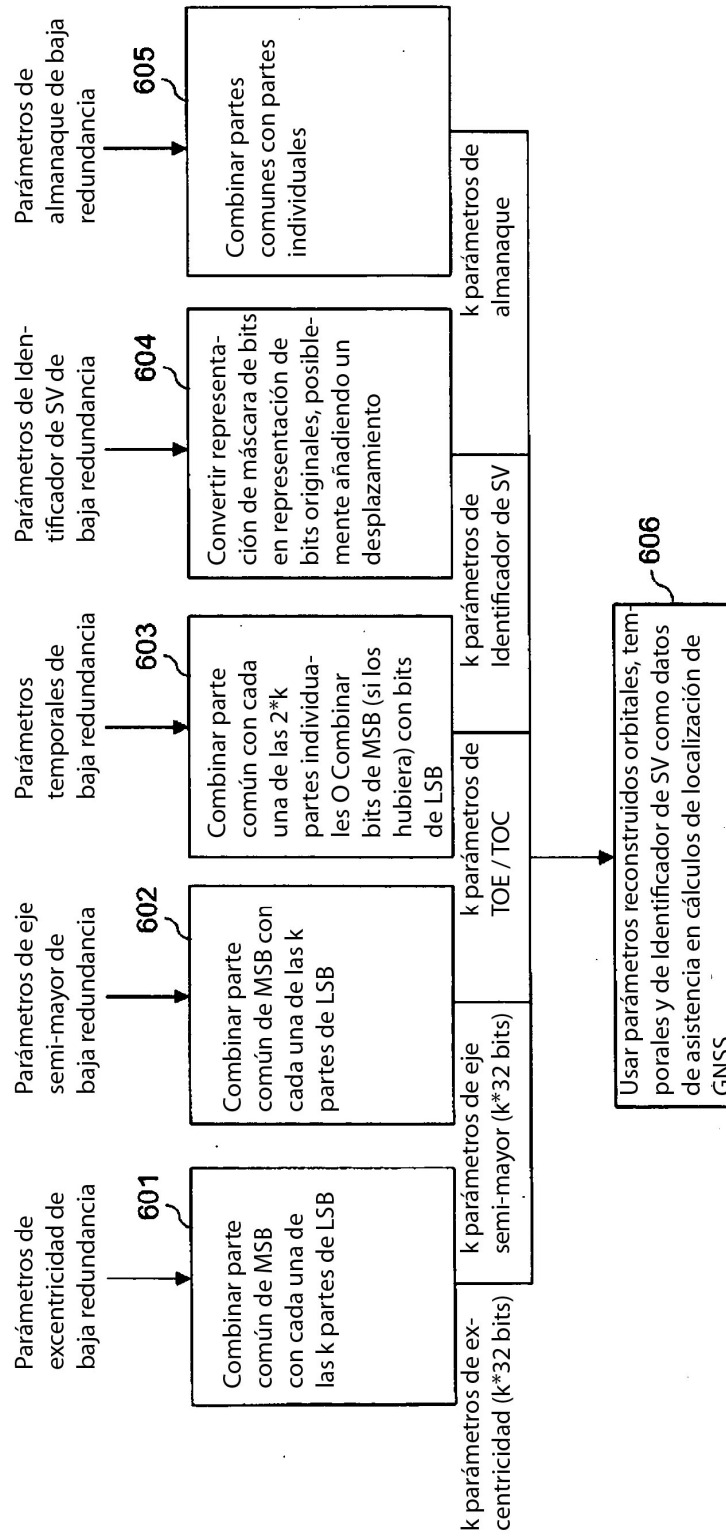 Parámetros de
excentricidad de
baja redundancia
601
Combinar parte
común de MSB
con cada una de
las k partes de LSB
k parámetros de ex-
centricidad (k*32 bits)
Parámetros de eje
semi-mayor de
baja redundancia
602
Combinar parte
común de MSB con
cada una de las k
partes de LSB
k parámetros de eje
semi-mayor (k*32 bits)
Parámetros
temporales de
baja redundancia
603
Combinar parte
común con cada
una de las 2*k
partes individua-
les O Combinar
bits de MSB (si los
hubiera) con bits
de LSB
k parámetros de
TOE / TOC
Parámetros de Iden-
tificador de SV de
baja redundancia
604
Convertir representa-
ción de máscara de bits
en representación de
bits originales, posible-
mente añadiendo un
desplazamiento
k parámetros de
Identificador de SV
Parámetros de
almanaque de baja
redundancia
605
Combinar partes
comunes con partes
individuales
k parámetros de
almanaque
606
Usar parámetros reconstruidos orbitales, tem-
porales y de Identificador de SV como datos
de asistencia en cálculos de localización de
GNSS